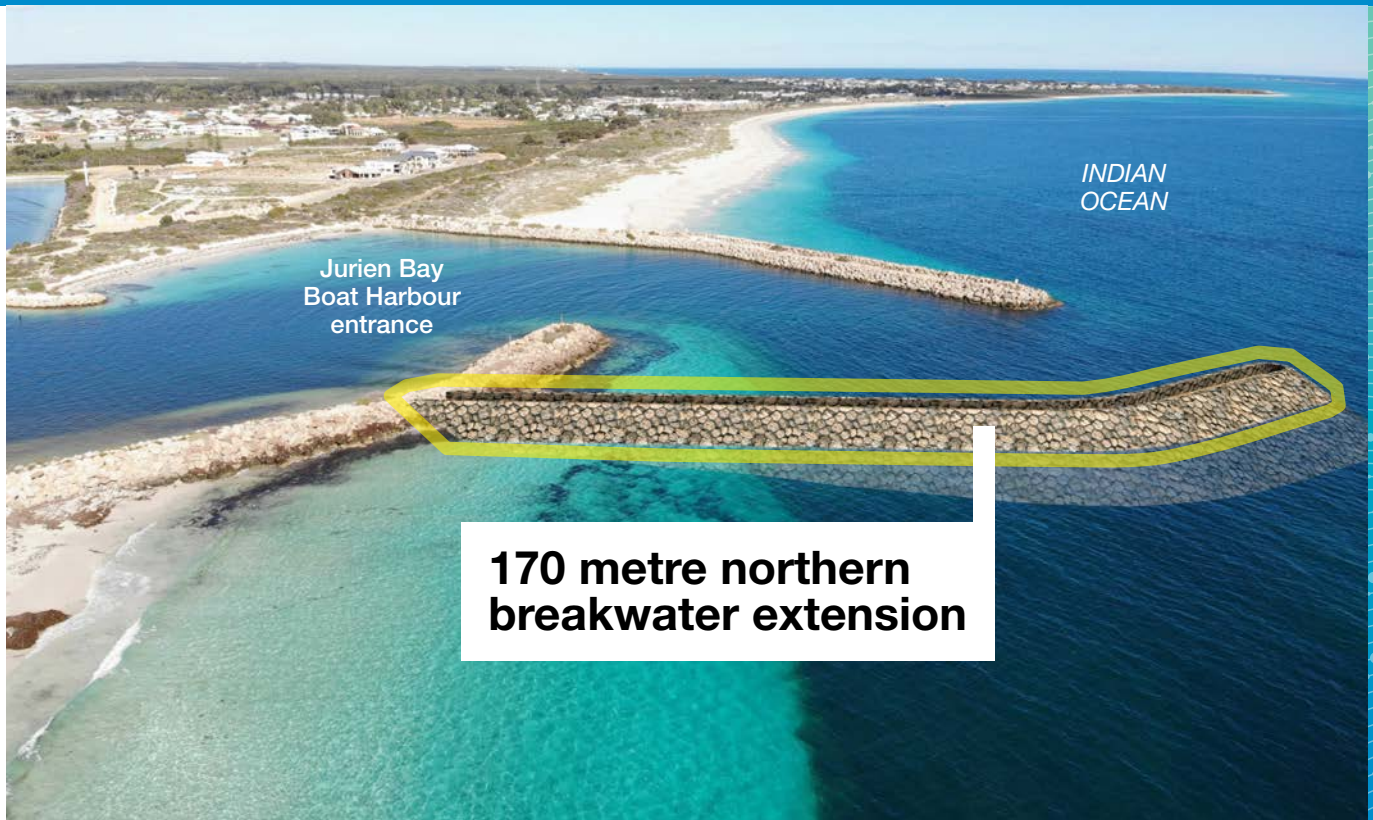 INDIAN
OCEAN
Jurien Bay
Boat Harbour
entrance
170 metre northern
breakwater extension